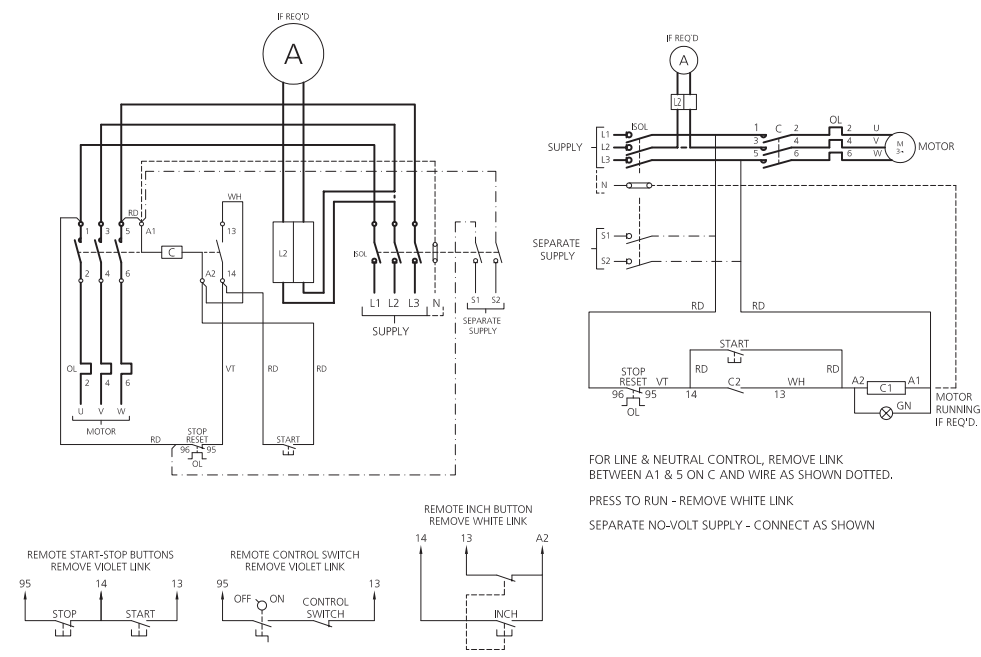 IF REQ'D
A
WH
RD
1
3
5
A1
13
C
L2
ISOL
2
4
6
A2
14
L1
L2
L3
N
S1
S2
SUPPLY
SEPARATE
SUPPLY
OL
2
4
6
VT
RD
RD
U
V
W
MOTOR
RD
STOP
RESET
96
95
OL
START
IF REQ'D
A
L2
SUPPLY
L1
L2
L3
ISOL
1
3
5
C
2
4
6
OL
2
4
6
U
V
W
M
3~
MOTOR
N
SEPARATE
SUPPLY
S1
S2
RD
RD
START
RD
RD
STOP
RESET
96
95
OL
VT
14
C2
WH
13
A2
C1
A1
GN
MOTOR
RUNNING
IF REQ'D.
FOR LINE & NEUTRAL CONTROL, REMOVE LINK
BETWEEN A1 & 5 ON C AND WIRE AS SHOWN DOTTED.
PRESS TO RUN - REMOVE WHITE LINK
SEPARATE NO-VOLT SUPPLY - CONNECT AS SHOWN
REMOTE START-STOP BUTTONS
REMOVE VIOLET LINK
95
14
13
STOP
START
REMOTE CONTROL SWITCH
REMOVE VIOLET LINK
95
13
OFF
ON
CONTROL
SWITCH
REMOTE INCH BUTTON
REMOVE WHITE LINK
14
13
A2
INCH